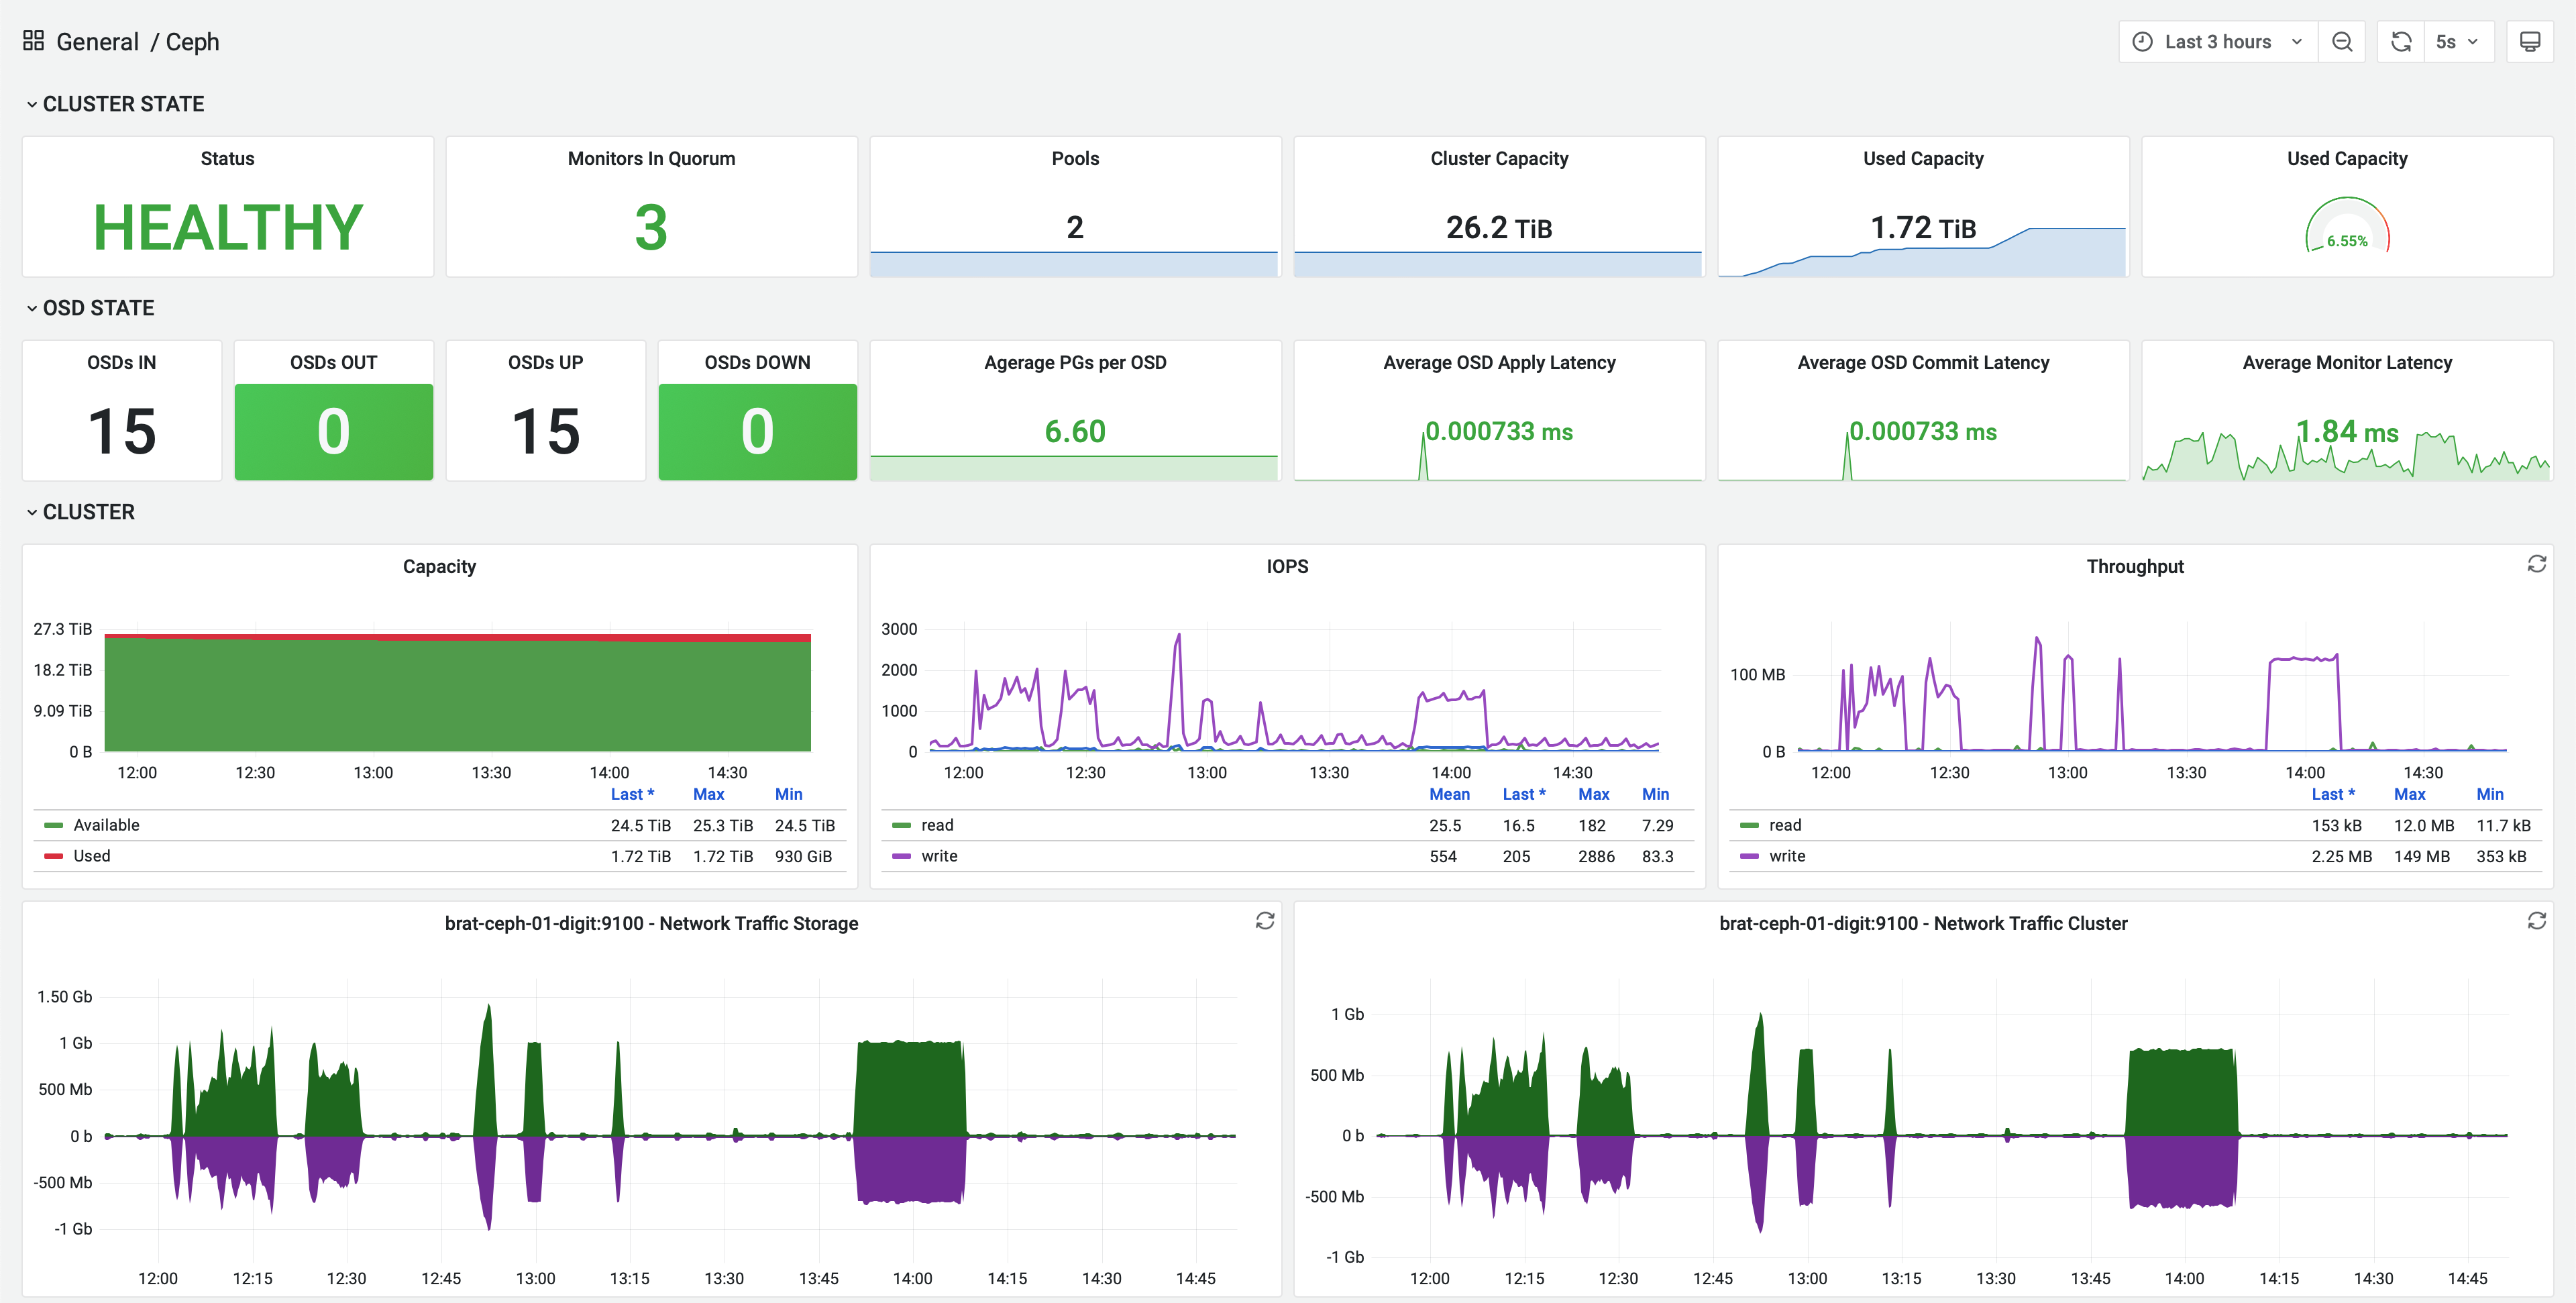 General / Ceph
Last 3 hours
5s
CLUSTER STATE
Status
HEALTHY
Monitors In Quorum
3
Pools
2
Cluster Capacity
26.2 TiB
Used Capacity
1.72 TiB
Used Capacity
6.55%
OSD STATE
OSDs IN
15
OSDs OUT
0
OSDs UP
15
OSDs DOWN
0
Agerage PGs per OSD
6.60
Average OSD Apply Latency
0.000733 ms
Average OSD Commit Latency
0.000733 ms
Average Monitor Latency
1.84 ms
CLUSTER
Capacity
27.3 TiB
18.2 TiB
9.09 TiB
0 B
12:00 12:30 13:00 13:30 14:00 14:30
Last * Max Min
Available 24.5 TiB 25.3 TiB 24.5 TiB
Used 1.72 TiB 1.72 TiB 930 GiB
IOPS
3000
2000
1000
0
12:00 12:30 13:00 13:30 14:00 14:30
Mean Last * Max Min
read 25.5 16.5 182 7.29
write 554 205 2886 83.3
Throughput
100 MB
0 B
12:00 12:30 13:00 13:30 14:00 14:30
Last * Max Min
read 153 kB 12.0 MB 11.7 kB
write 2.25 MB 149 MB 353 kB
brat-ceph-01-digit:9100 - Network Traffic Storage
1.50 Gb
1 Gb
500 Mb
0 b
-500 Mb
-1 Gb
12:00 12:15 12:30 12:45 13:00 13:15 13:30 13:45 14:00 14:15 14:30 14:45
brat-ceph-01-digit:9100 - Network Traffic Cluster
1 Gb
500 Mb
0 b
-500 Mb
-1 Gb
12:00 12:15 12:30 12:45 13:00 13:15 13:30 13:45 14:00 14:15 14:30 14:45